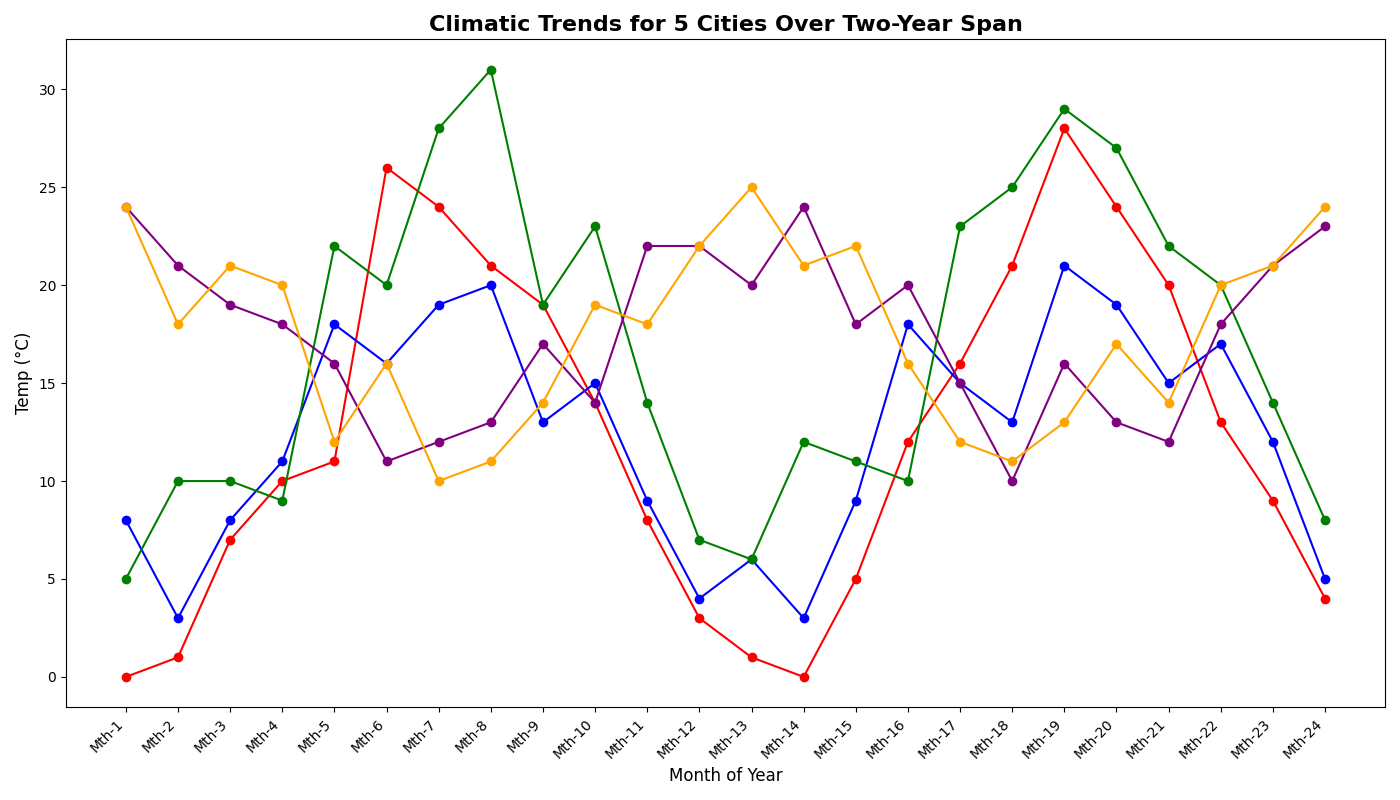 Climatic Trends for 5 Cities Over Two-Year Span
Temp (°C)
30
25
20
15
10
5
0
Mth-1
Mth-2
Mth-3
Mth-4
Mth-5
Mth-6
Mth-7
Mth-8
Mth-9
Mth-10
Mth-11
Mth-12
Mth-13
Mth-14
Mth-15
Mth-16
Mth-17
Mth-18
Mth-19
Mth-20
Mth-21
Mth-22
Mth-23
Mth-24
Month of Year